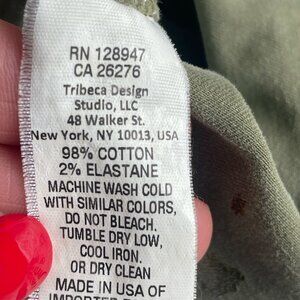 RN 128947
CA 26276
Tribeca Design
Studio, LLC
48 Walker St.
New York, NY 10013, USA
98% COTTON
2% ELASTANE
MACHINE WASH COLD
WITH SIMILAR COLORS,
DO NOT BLEACH.
TUMBLE DRY LOW,
COOL IRON.
OR DRY CLEAN
MADE IN USA OF
IMPORTED